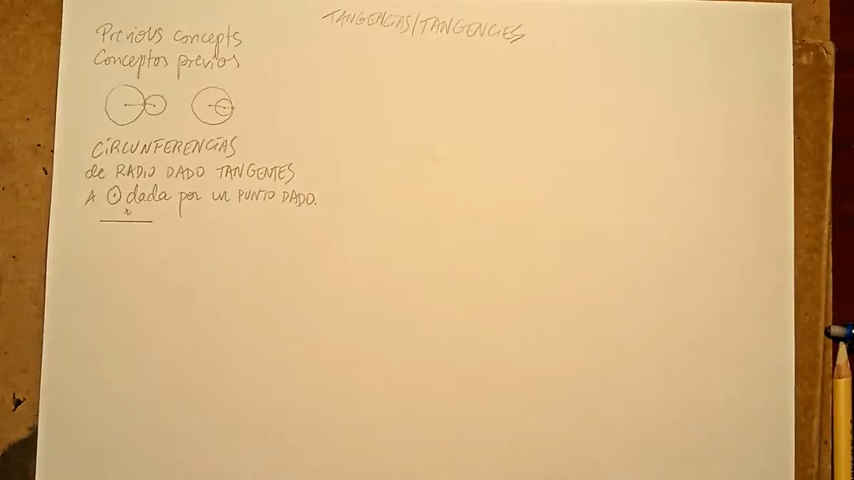 TANGENCIAS/TANGENCIES
Previous concepts
Conceptos previos
CIRCUNFERENCIAS
de RADIO DADO TANGENTES
A dada por un PUNTO DADO.